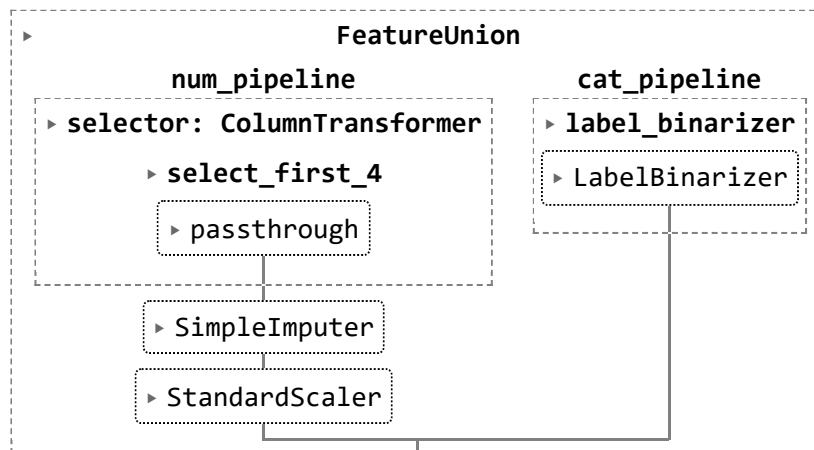 FeatureUnion
num_pipeline
cat_pipeline
selector: ColumnTransformer
label_binarizer
select_first_4
LabelBinarizer
passthrough
SimpleImputer
StandardScaler